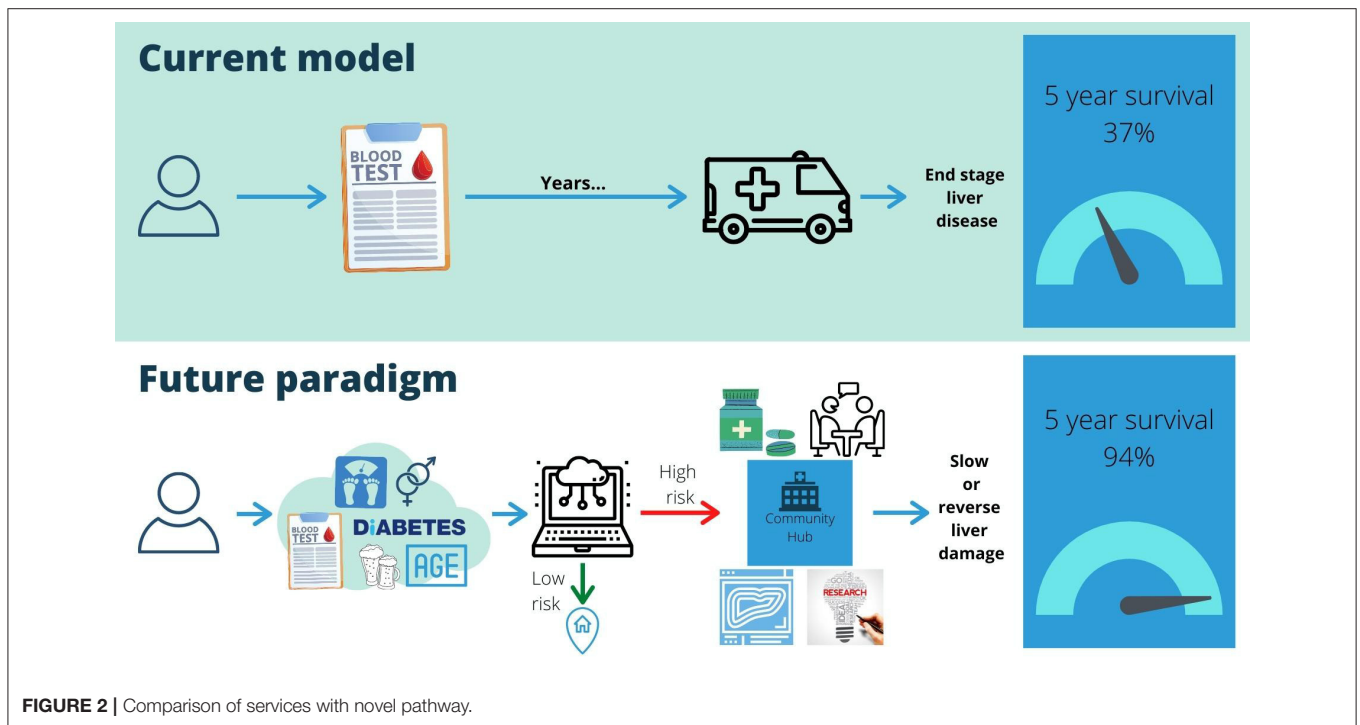 Current model
BLOOD
TEST
Years...
End stage
liver
disease
5 year survival
37%
Future paradigm
BLOOD
TEST
DiABETES
AGE
Low
risk
High
risk
Community
Hub
RESEARCH
IDEA
Slow
or
reverse
liver
damage
5 year survival
94%
FIGURE 2 | Comparison of services with novel pathway.